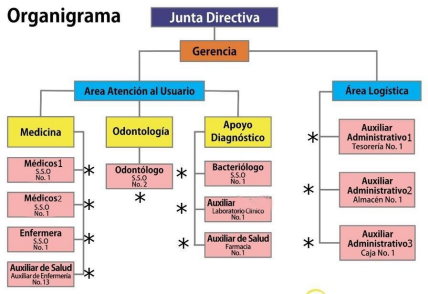 Organigrama
Junta Directiva
Gerencia
Area Atención al Usuario
Área Logística
Medicina
Odontología
Apoyo
Diagnóstico
Médicos1
S.S.O
No. 1
Médicos2
S.S.O
No. 1
Enfermera
S.S.O
No. 1
Auxiliar de Salud
Auxiliar de Enfermería
No.13
Odontólogo
S.S.O
No. 2
Bacteriólogo
S.S.O
No.1
Auxiliar
Laboratorio Clinico
No. 1
Auxiliar de Salud
Farmacia
No.1
Auxiliar
Administrativo1
Tesorería No. 1
Auxiliar
Administrativo2
Almacén No. 1
Auxiliar
Administrativo3
Caja No. 1